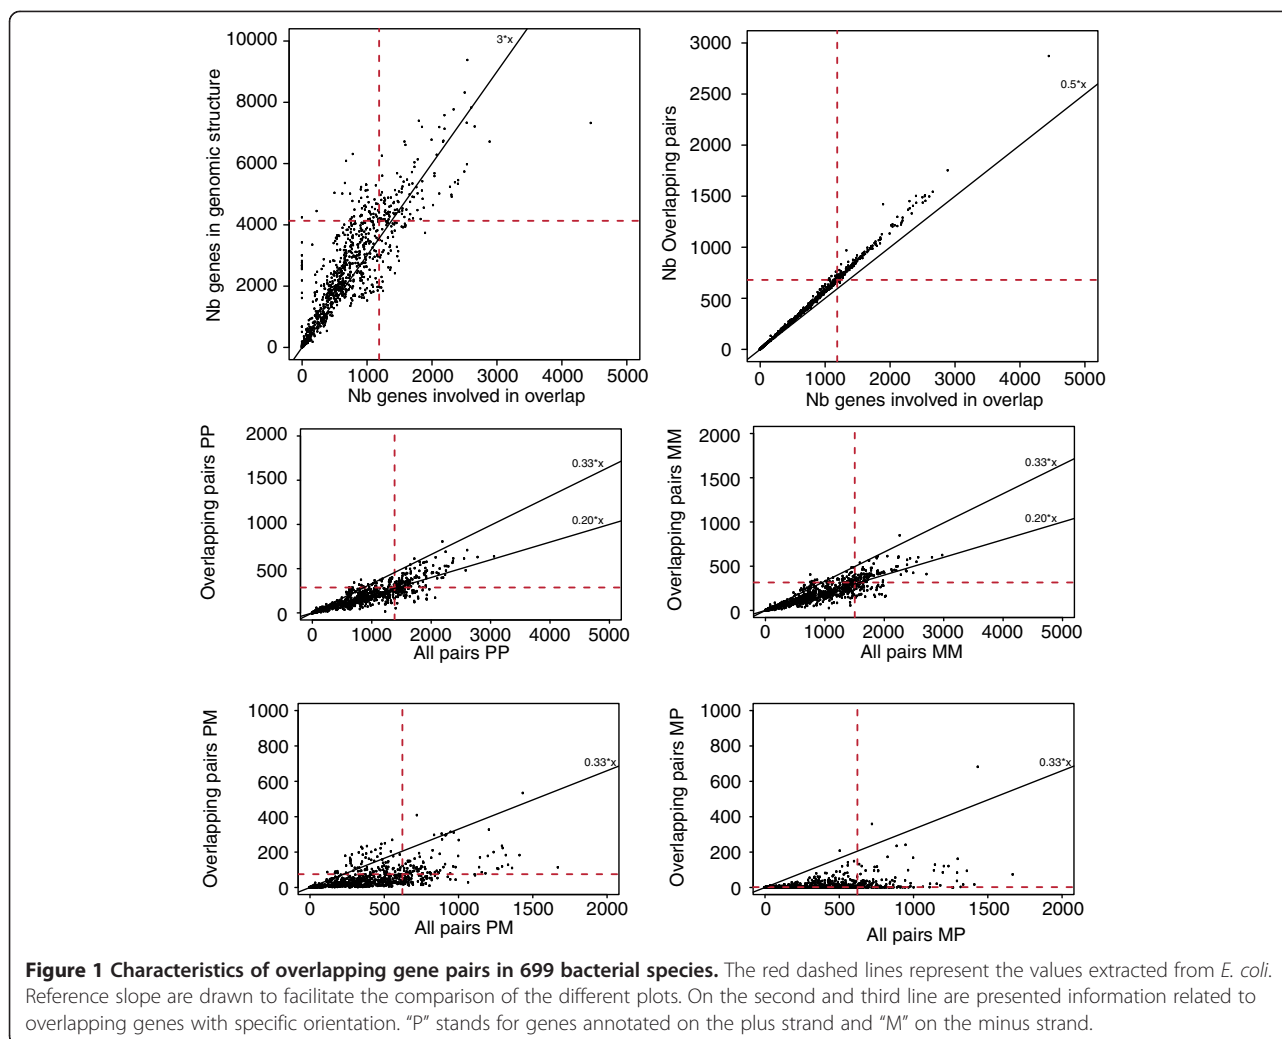 10000
8000
6000
4000
2000
0
Nb genes in genomic structure
3*x
0 1000 2000 3000 4000 5000
Nb genes involved in overlap
3000
2500
2000
1500
1000
500
0
Nb Overlapping pairs
0.5*x
0 1000 2000 3000 4000 5000
Nb genes involved in overlap
2000
1500
1000
500
0
Overlapping pairs PP
0.33*x
0.20*x
0 1000 2000 3000 4000 5000
All pairs PP
2000
1500
1000
500
0
Overlapping pairs MM
0.33*x
0.20*x
0 1000 2000 3000 4000 5000
All pairs MM
1000
800
600
400
200
0
Overlapping pairs PM
0.33*x
0 500 1000 1500 2000
All pairs PM
1000
800
600
400
200
0
Overlapping pairs MP
0.33*x
0 500 1000 1500 2000
All pairs MP
Figure 1 Characteristics of overlapping gene pairs in 699 bacterial species. The red dashed lines represent the values extracted from E. coli.
Reference slope are drawn to facilitate the comparison of the different plots. On the second and third line are presented information related to
overlapping genes with specific orientation. “P” stands for genes annotated on the plus strand and “M” on the minus strand.